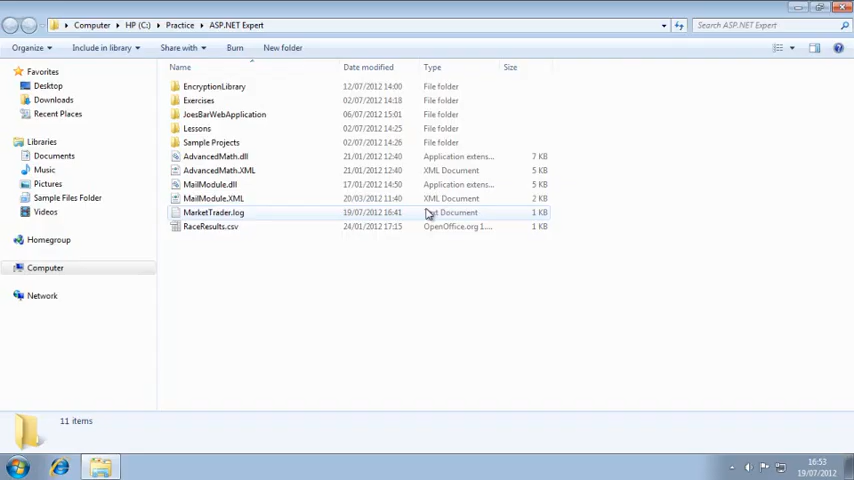 Computer HP (C:) Practice ASP.NET Expert
Search ASP.NET Expert
Organize Include in library Share with Burn New folder
Favorites
Desktop
Downloads
Recent Places
Libraries
Documents
Music
Pictures
Sample Files Folder
Videos
Homegroup
Computer
Network
Name Date modified Type Size
EncryptionLibrary 12/07/2012 14:00 File folder
Exercises 02/07/2012 14:18 File folder
JoesBarWebApplication 06/07/2012 15:01 File folder
Lessons 02/07/2012 14:25 File folder
Sample Projects 02/07/2012 14:26 File folder
AdvancedMath.dll 21/01/2012 12:40 Application extens... 7 KB
AdvancedMath.XML 21/01/2012 12:40 XML Document 5 KB
MailModule.dll 17/01/2012 14:50 Application extens... 5 KB
MailModule.XML 20/03/2012 11:40 XML Document 5 KB
MarketTrader.log 19/07/2012 16:41 Document 1 KB
RaceResults.csv 24/01/2012 17:15 OpenOffice.org 1.... 1 KB
11 items
16:53
19/07/2012